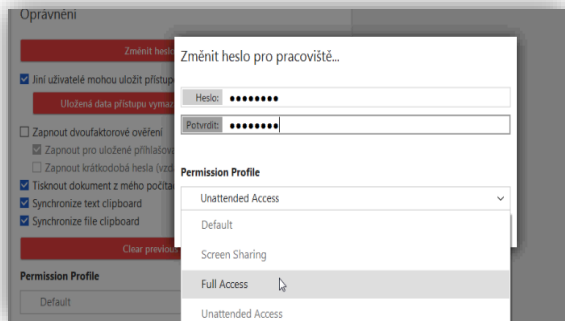 Oprávnění
Změnit heslo
Jiní uživatelé mohou uložit přístup
Uložená data přístupu vymaz
Zapnout dvoufaktorové ověření
Zapnout pro uložené přihlašov
Zapnout krátkodobá hesla (vzd
Tisknout dokument z mého počíta
Synchronize text clipboard
Synchronize file clipboard
Clear previous
Permission Profile
Default
Změnit heslo pro pracoviště...
Heslo: ●●●●●●●●
Potvrdit: ●●●●●●●●
Permission Profile
Unattended Access
Default
Screen Sharing
Full Access
Unattended Access